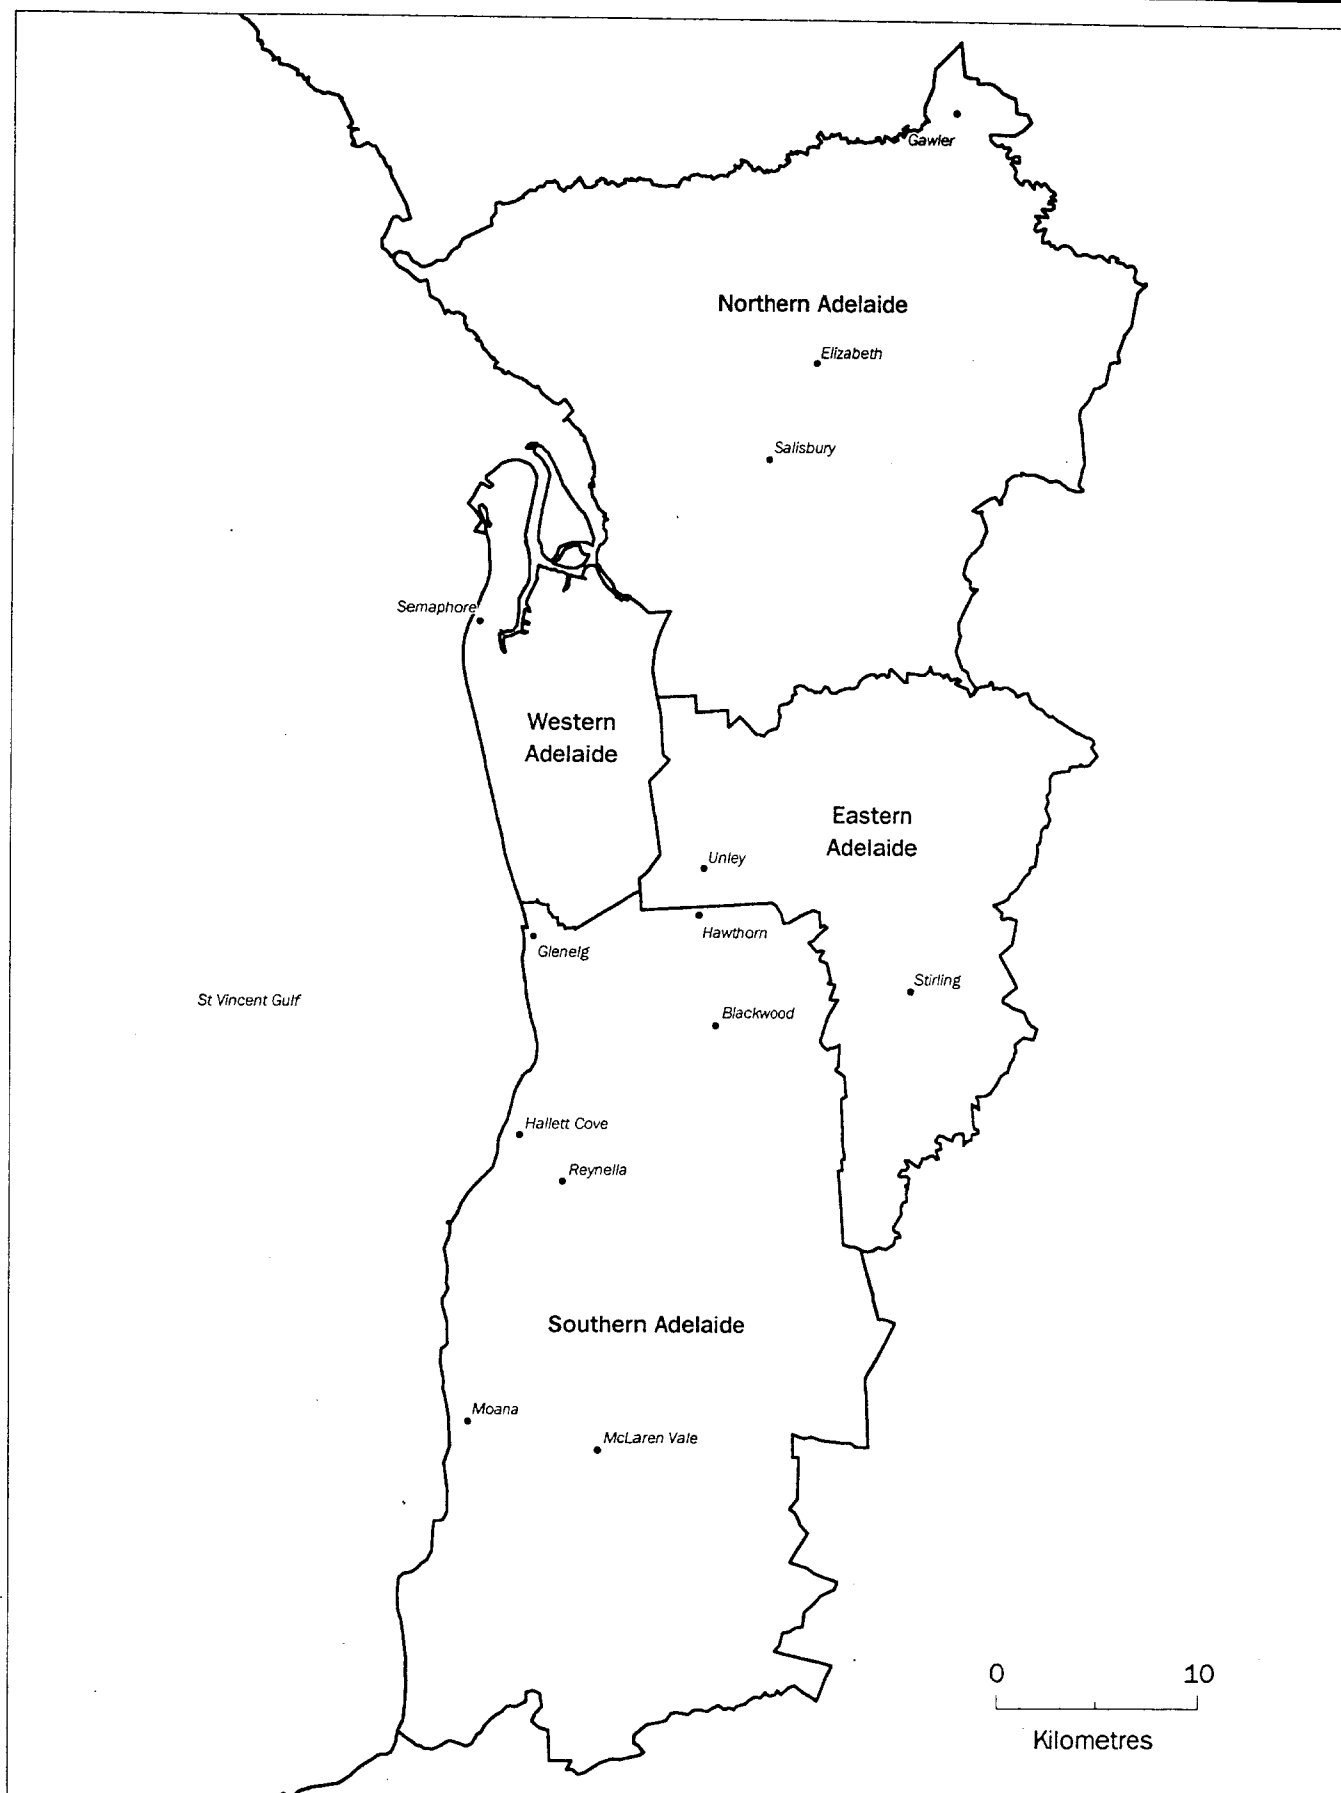 Gawler
Northern Adelaide
Elizabeth
Salisbury
Semaphore
Western
Adelaide
Eastern
Adelaide
Unley
Hawthorn
Glenelg
Stirling
St Vincent Gulf
Blackwood
Hallett Cove
Reynella
Southern Adelaide
Moana
McLaren Vale
0 10
Kilometres